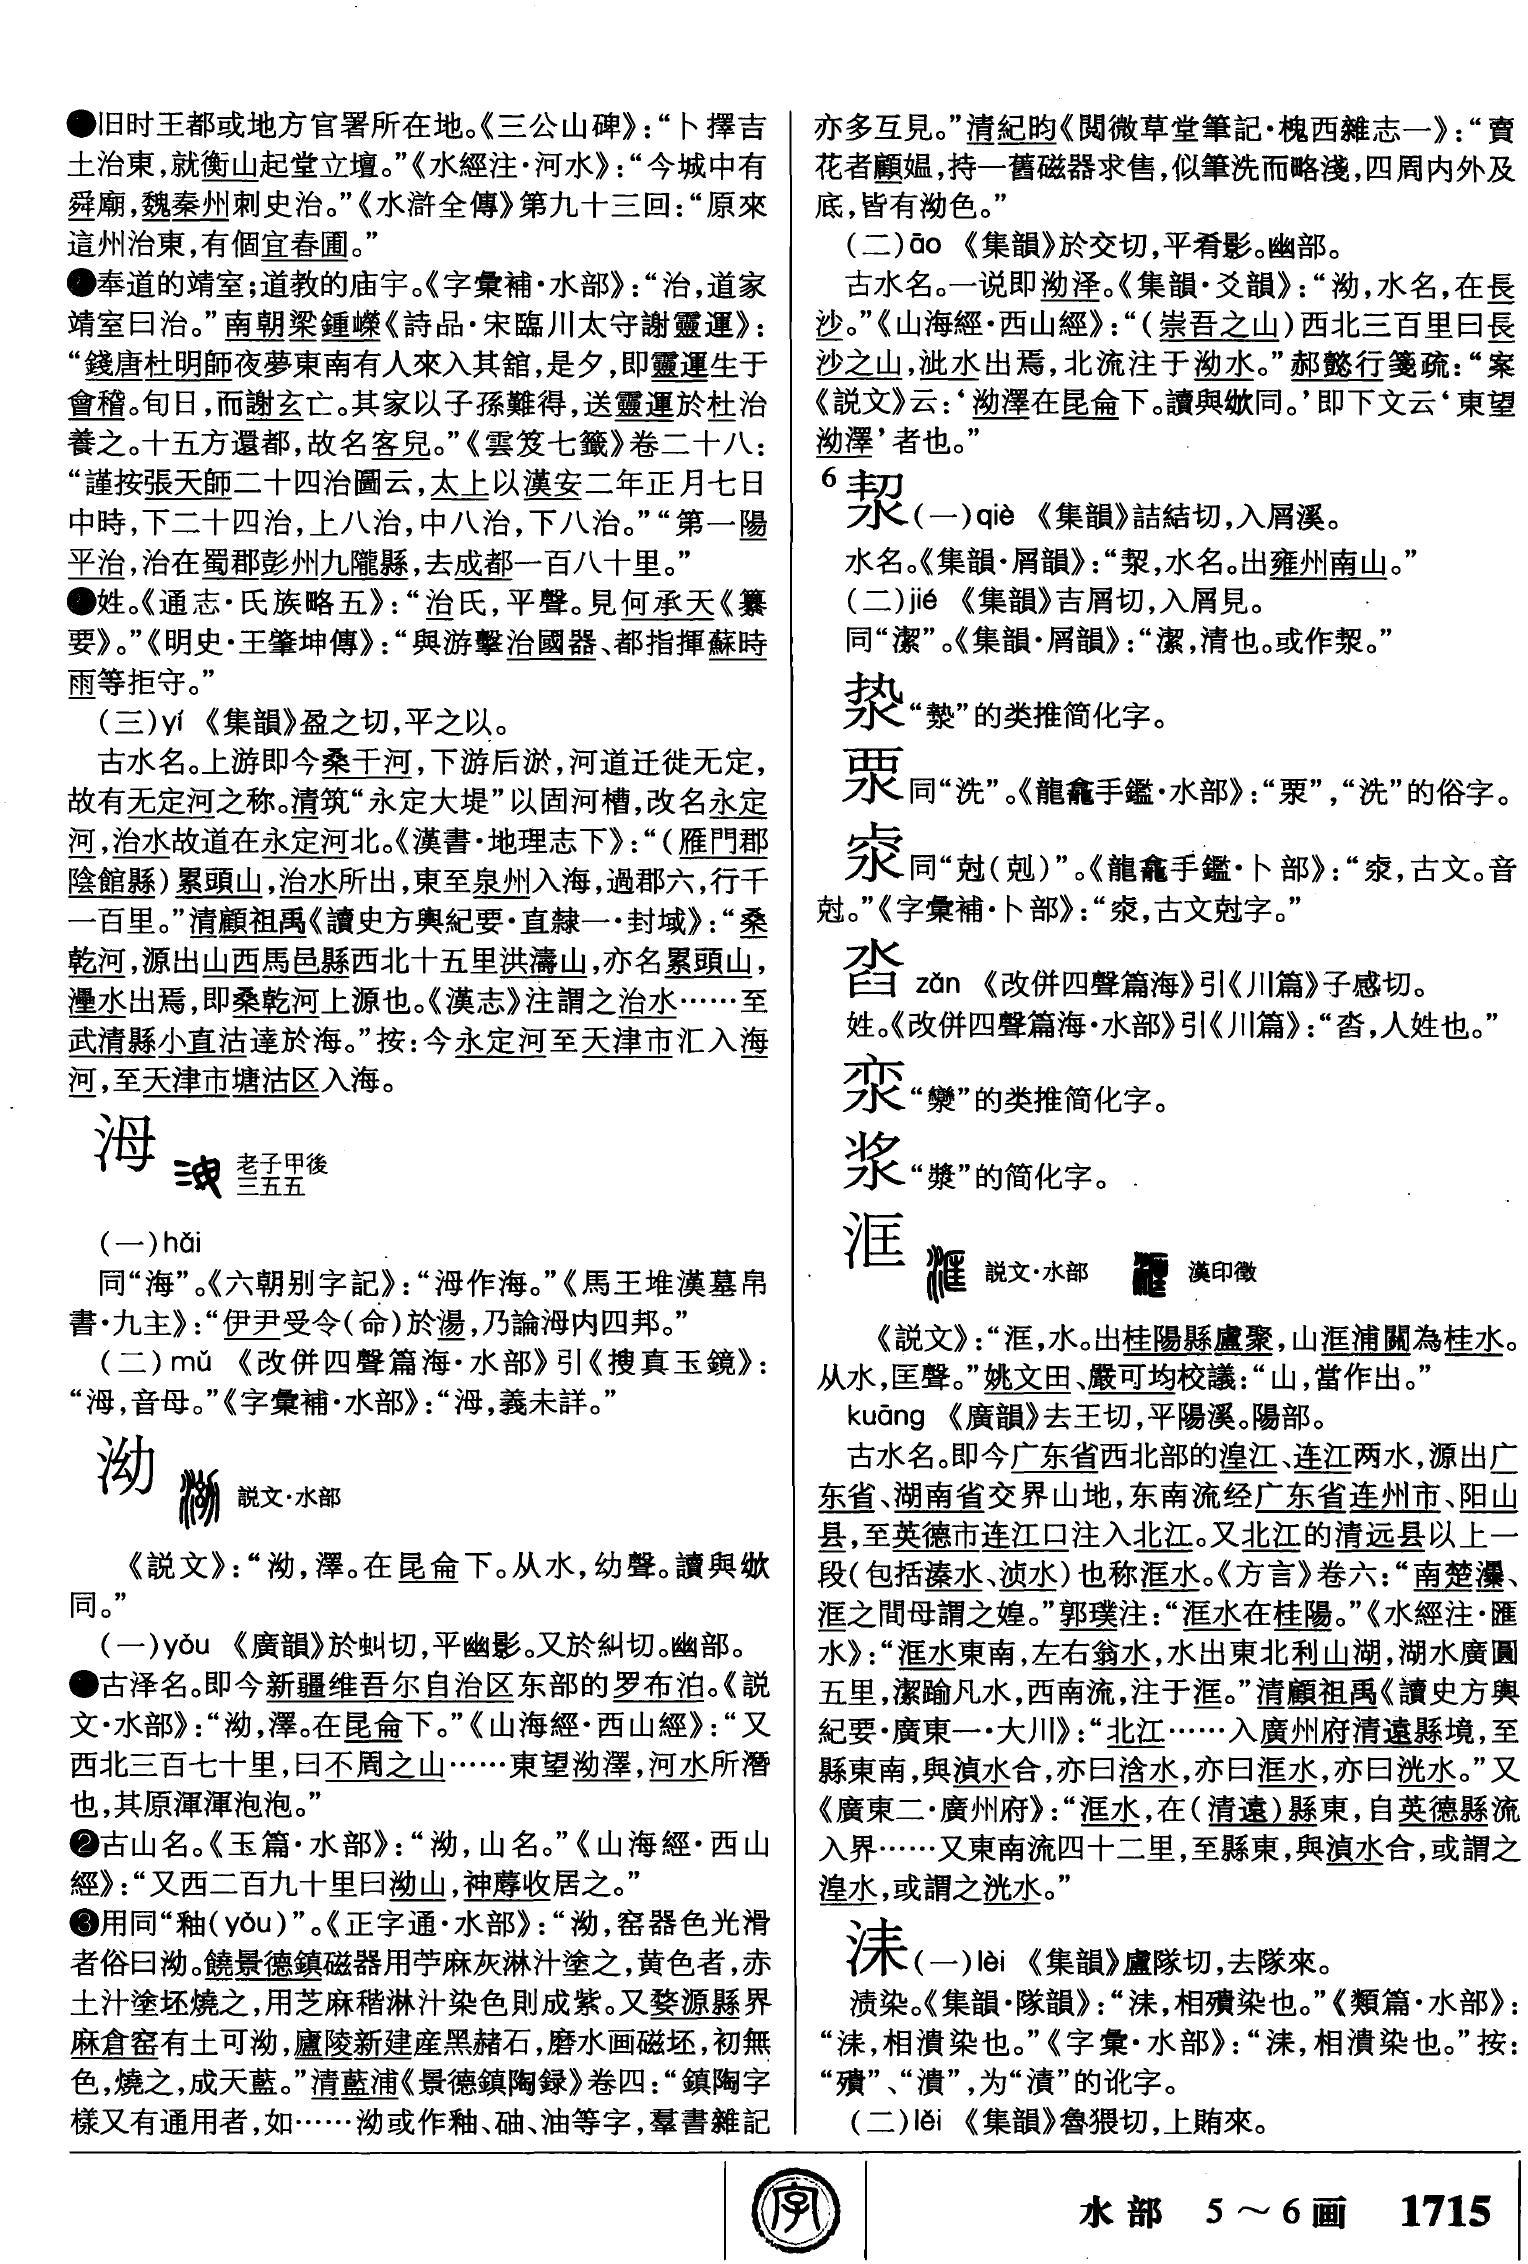 旧时王都或地方官署所在地。《三公山碑》:“卜擇吉
土治東,就衡山起堂立壇。”《水經注·河水》:“今城中有
舜廟,魏秦州刺史治。”《水滸全傳》第九十三回:“原來
這州治東,有個宜春圃。”
奉道的靖室;道教的庙宇。《字彙補·水部》:“治,道家
靖室曰治。”南朝梁鍾嶸《詩品·宋臨川太守謝靈運》:
“錢唐杜明師夜夢東南有人來入其舘,是夕,即靈運生于
會稽。旬日,而謝玄亡。其家以子孫難得,送靈運於杜治
養之。十五方還都,故名客兒。”《雲笈七籤》卷二十八:
“謹按張天師二十四治圖云,太上以漢安二年正月七日
中時,下二十四治,上八治,中八治,下八治。”“第一陽
平治,治在蜀郡彭州九隴縣,去成都一百八十里。”
姓。《通志·氏族略五》:“治氏,平聲。見何承天《纂
要》。”《明史·王肇坤傳》:“與游擊治國器、都指揮蘇時
雨等拒守。”
(三)yí 《集韻》盈之切,平之以。
古水名。上游即今桑干河,下游后淤,河道迁徙无定,
故有无定河之称。清筑“永定大堤”以固河槽,改名永定
河,治水故道在永定河北。《漢書·地理志下》:“(雁門郡
陰館縣)累頭山,治水所出,東至泉州入海,過郡六,行千
一百里。”清顧祖禹《讀史方輿紀要·直隸一·封域》:“桑
乾河,源出山西馬邑縣西北十五里洪濤山,亦名累頭山,
灅水出焉,即桑乾河上源也。《漢志》注謂之治水……至
武清縣小直沽達於海。”按:今永定河至天津市汇入海
河,至天津市塘沽区入海。
泹 老子甲後
三五五
(一)hǎi
同“海”。《六朝别字記》:“洖作海。”《馬王堆漢墓帛
書·九主》:“伊尹受令(命)於湯,乃論海内四邦。”
(二)mǔ 《改併四聲篇海·水部》引《搜真玉鏡》:
“㳇,音母。”《字彙補·水部》:“㳇,義未詳。”
泑 説文·水部
《説文》:“泑,澤。在昆侖下。从水,幼聲。讀與㕭
同。”
(一)yǒu 《廣韻》於虯切,平幽影。又於糾切。幽部。
古泽名。即今新疆维吾尔自治区东部的罗布泊。《説
文·水部》:“泑,澤。在昆侖下。”《山海經·西山經》:“又
西北三百七十里,曰不周之山……東望泑澤,河水所潛
也,其原渾渾泡泡。”
❷古山名。《玉篇·水部》:“泑,山名。”《山海經·西山
經》:“又西二百九十里曰泑山,神蓐收居之。”
❸用同“釉(yǒu)”。《正字通·水部》:“泑,窑器色光滑
者俗曰泑。饒景德鎮磁器用苧麻灰淋汁塗之,黄色者,赤
土汁塗坯燒之,用芝麻稭淋汁染色則成紫。又婺源縣界
麻倉窑有土可泑,廬陵新建産黑赭石,磨水画磁坯,初無
色,燒之,成天藍。”清藍浦《景德鎮陶録》卷四:“鎮陶字
樣又有通用者,如……泑或作釉、䂇、油等字,羣書雜記
亦多互見。”清紀昀《閱微草堂筆記·槐西雜志一》:“賣
花者顧媪,持一舊磁器求售,似筆洗而略淺,四周内外及
底,皆有泑色。”
(二)āo 《集韻》於交切,平肴影。幽部。
古水名。一说即泑泽。《集韻·爻韻》:“泑,水名,在長
沙。”《山海經·西山經》:“(崇吾之山)西北三百里曰長
沙之山,泚水出焉,北流注于泑水。”郝懿行箋疏:“案
《説文》云:‘泑澤在昆侖下。讀與㕭同。’即下文云‘東望
泑澤’者也。”
6
洯(一)qiè 《集韻》詰結切,入屑溪。
水名。《集韻·屑韻》:“洯,水名。出雍州南山。”
(二)jié 《集韻》吉屑切,入屑見。
同“潔”。《集韻·屑韻》:“潔,清也。或作洯。”
“漐”的类推简化字。
同“洗”。《龍龕手鑑·水部》:“㴽”,“洗”的俗字。
同“尅(剋)”。《龍龕手鑑·卜部》:“,古文。音
尅。”《字彙補·卜部》:“,古文尅字。”
zǎn 《改併四聲篇海》引《川篇》子感切。
姓。《改併四聲篇海·水部》引《川篇》:“,人姓也。”
“灓”的类推简化字。
浆“漿”的简化字。
洭 説文·水部 漢印徵
《説文》:“洭,水。出桂陽縣盧聚,山洭浦關為桂水。
从水,匡聲。”姚文田、嚴可均校議:“山,當作出。”
kuāng 《廣韻》去王切,平陽溪。陽部。
古水名。即今广东省西北部的湟江、连江两水,源出广
东省、湖南省交界山地,东南流经广东省连州市、阳山
县,至英德市连江口注入北江。又北江的清远县以上一
段(包括溱水、浈水)也称洭水。《方言》卷六:“南楚瀑、
洭之間母謂之媓。”郭璞注:“洭水在桂陽。”《水經注·匯
水》:“洭水東南,左右翁水,水出東北利山湖,湖水廣圓
五里,潔踰凡水,西南流,注于洭。”清顧祖禹《讀史方輿
紀要·廣東一·大川》:“北江……入廣州府清遠縣境,至
縣東南,與湞水合,亦曰浛水,亦曰洭水,亦曰洸水。”又
《廣東二·廣州府》:“洭水,在(清遠)縣東,自英德縣流
入界……又東南流四十二里,至縣東,與湞水合,或謂之
湟水,或謂之洸水。”
洡(一)lèi 《集韻》盧隊切,去隊來。
渍染。《集韻·隊韻》:“洡,相殨染也。”《類篇·水部》:
“洡,相潰染也。”《字彙·水部》:“洡,相潰染也。”按:
“殨”、“潰”,为“漬”的讹字。
(二)lěi 《集韻》魯猥切,上賄來。
字
水部 5～6画 1715